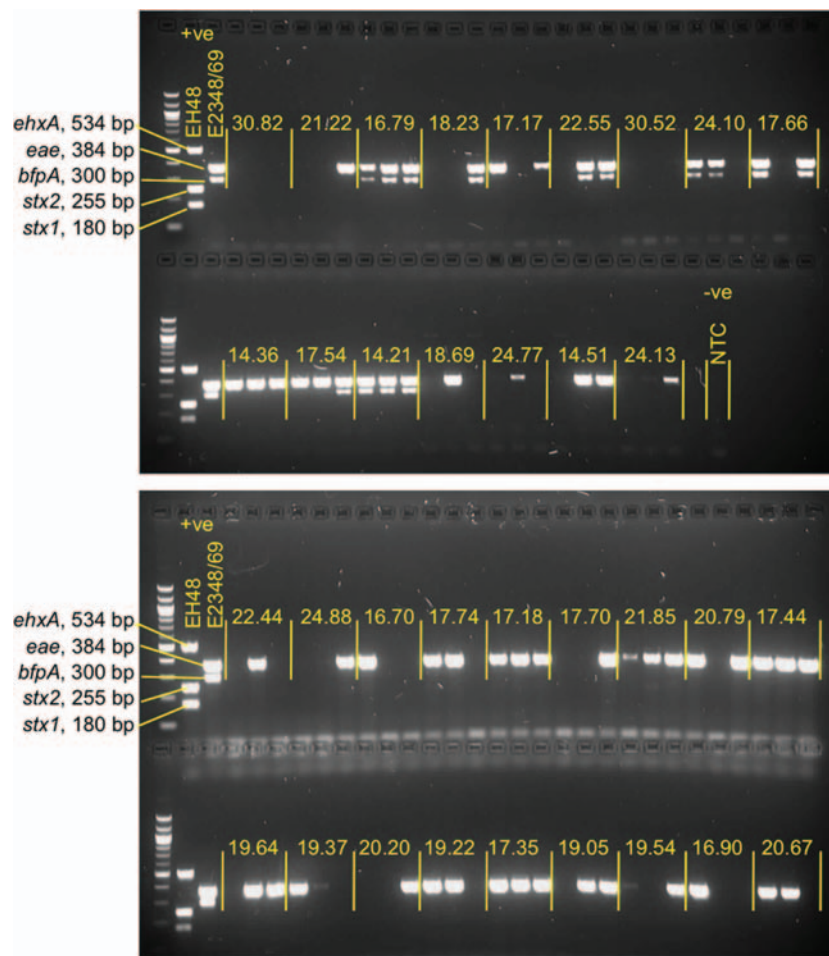 +ve
EH48
E2348/69
ehxA, 534 bp
eae, 384 bp
bfpA, 300 bp
stx2, 255 bp
stx1, 180 bp
30.82 21.22 16.79 18.23 17.17 22.55 30.52 24.10 17.66
-ve
NTC
14.36 17.54 14.21 18.69 24.77 14.51 24.13
+ve
EH48
E2348/69
ehxA, 534 bp
eae, 384 bp
bfpA, 300 bp
stx2, 255 bp
stx1, 180 bp
22.44 24.88 16.70 17.74 17.18 17.70 21.85 20.79 17.44
19.64 19.37 20.20 19.22 17.35 19.05 19.54 16.90 20.67